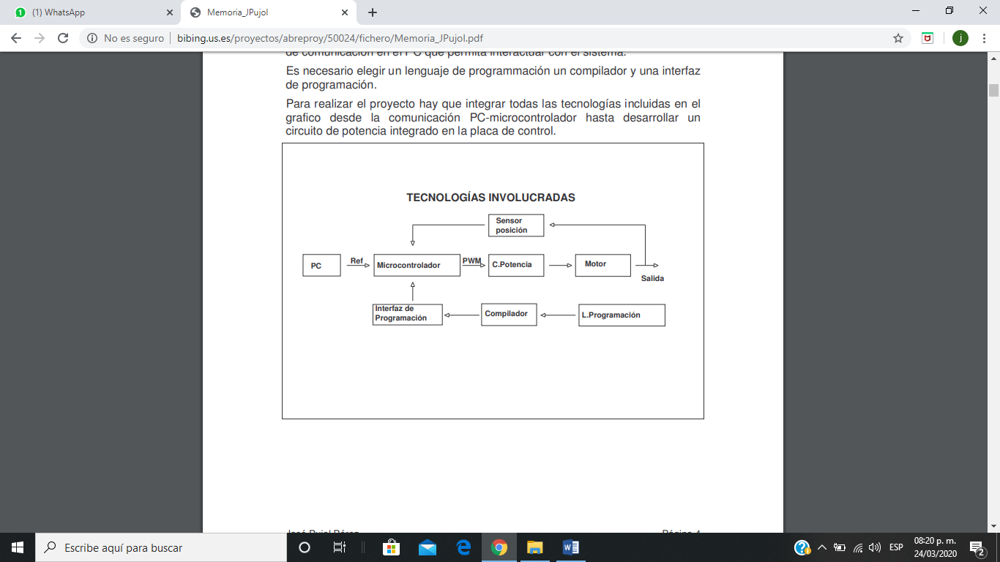 (1) WhatsApp
Memoria_JPujol
No es seguro
bibing.us.es/proyectos/abreproy/50024/fichero/Memoria_JPujol.pdf
j
de comunicación en el PC que permita interactuar con el sistema.
Es necesario elegir un lenguaje de programmación un compilador y una interfaz
de programación.
Para realizar el proyecto hay que integrar todas las tecnologías incluidas en el
grafico desde la comunicación PC-microcontrolador hasta desarrollar un
circuito de potencia integrado en la placa de control.
TECNOLOGÍAS INVOLUCRADAS
Sensor
posición
PC
Ref
Microcontrolador
PWM
C.Potencia
Motor
Salida
Interfaz de
Programación
Compilador
L.Programación
José Pujol Pérez
Página 4
Escribe aquí para buscar
ESP
08:20 p. m.
24/03/2020
2